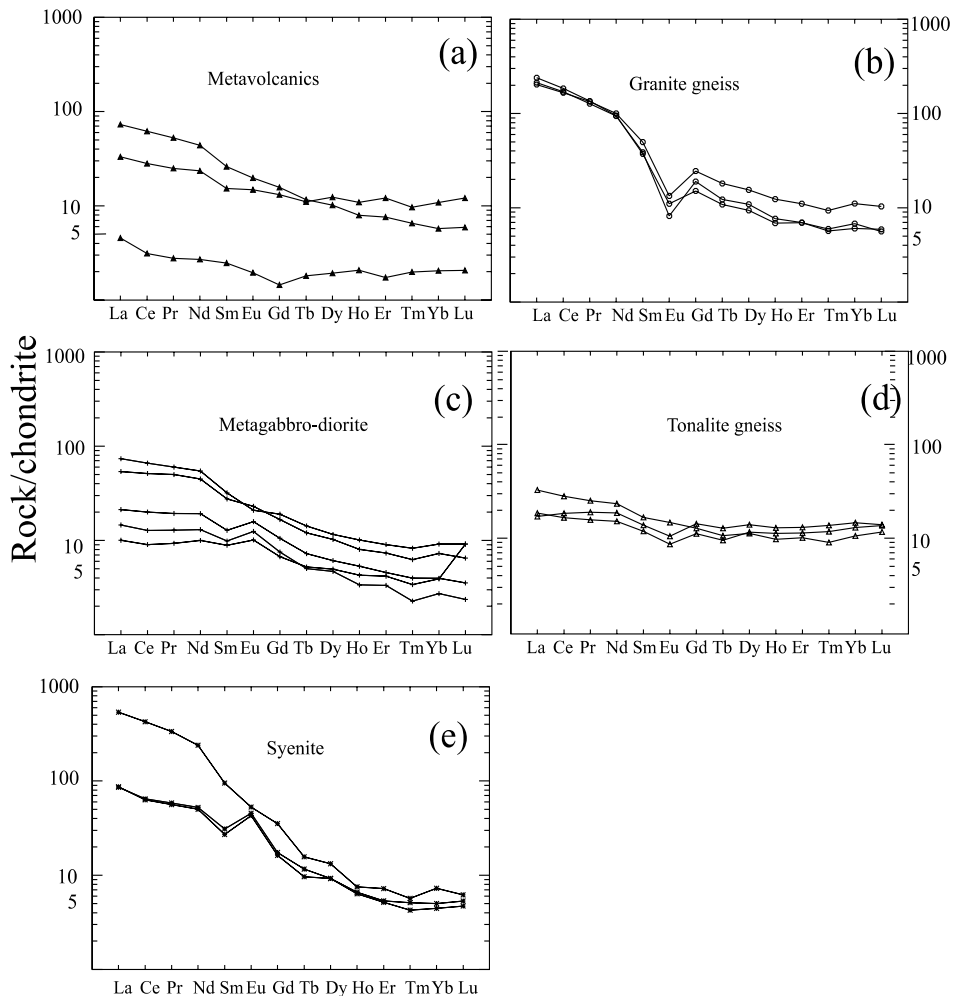 Rock/chondrite
1000
(a)
Metavolcanics
100
10
5
La Ce Pr Nd Sm Eu Gd Tb Dy Ho Er Tm Yb Lu
1000
(b)
Granite gneiss
100
10
5
La Ce Pr Nd Sm Eu Gd Tb Dy Ho Er Tm Yb Lu
1000
(c)
Metagabbro-diorite
100
10
5
La Ce Pr Nd Sm Eu Gd Tb Dy Ho Er Tm Yb Lu
1000
(d)
Tonalite gneiss
100
10
5
La Ce Pr Nd Sm Eu Gd Tb Dy Ho Er Tm Yb Lu
1000
(e)
Syenite
100
10
5
La Ce Pr Nd Sm Eu Gd Tb Dy Ho Er Tm Yb Lu